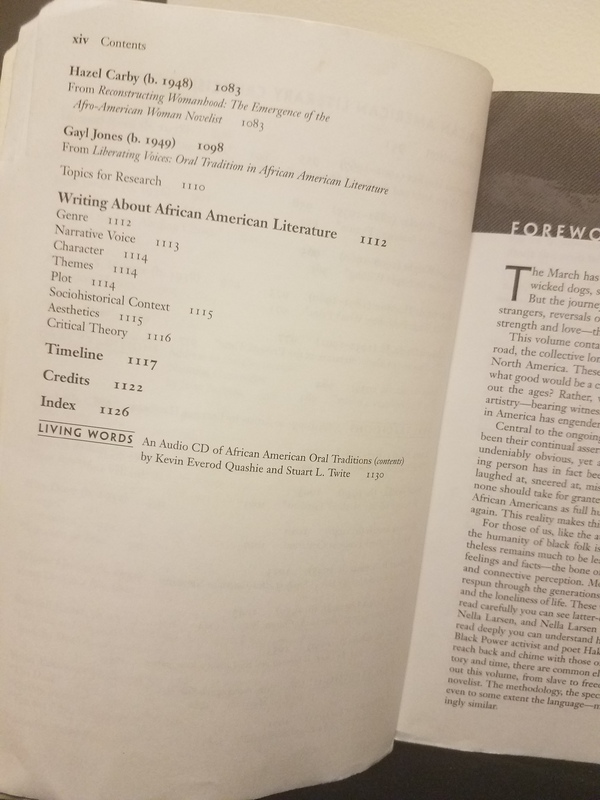 xiv Contents
Hazel Carby (b. 1948) 1083
From Reconstructing Womanhood: The Emergence of the
Afro-American Woman Novelist 1083
Gayl Jones (b. 1949) 1098
From Liberating Voices: Oral Tradition in African American Literature
Topics for Research 1110
Writing About African American Literature 1112
Genre 1112
Narrative Voice 1113
Character 1114
Themes 1114
Plot 1114
Sociohistorical Context 1115
Aesthetics 1115
Critical Theory 1116
Timeline 1117
Credits 1122
Index 1126
LIVING WORDS An Audio CD of African American Oral Traditions (contents)
by Kevin Everod Quashie and Stuart L. Twite 1130
FOREWO
The March has
wicked dogs, s
But the journe
strangers, reversals o
strength and love—th
This volume conta
road, the collective lor
North America. These
what good would be a c
out the ages? Rather,
artistry—bearing witnes
in America has engender
Central to the ongoing
been their continual asser
undeniably obvious, yet a
ing person has in fact bee
laughed at, sneered at, mis
none should take for grante
African Americans as full hu
again. This reality makes thi
For those of us, like the a
the humanity of black folk is
theless remains much to be le
feelings and facts—the bone o
and connective perception. Mo
respun through the generations
and the loneliness of life. These
read carefully you can see latter-
Nella Larsen, and Nella Larsen
read deeply you can understand h
Black Power activist and poet Hak
reach back and chime with those o
tory and time, there are common el
out this volume, from slave to free
novelist. The methodology, the spec
even to some extent the language—m
ingly similar.